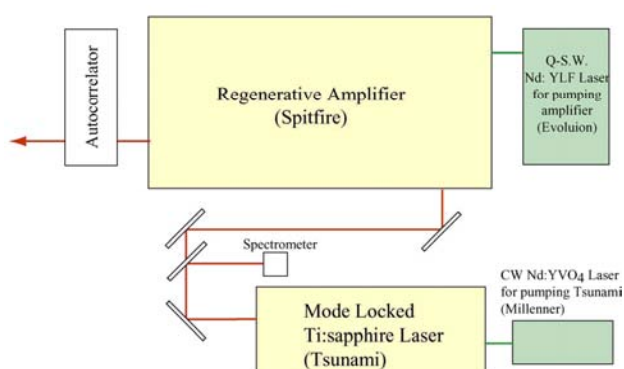 Autocorrelator
Regenerative Amplifier
(Spitfire)
Q-S.W.
Nd: YLF Laser
for pumping
amplifier
(Evoluion)
Spectrometer
CW Nd:YVO4 Laser
for pumping Tsunami
(Millenner)
Mode Locked
Ti:sapphire Laser
(Tsunami)